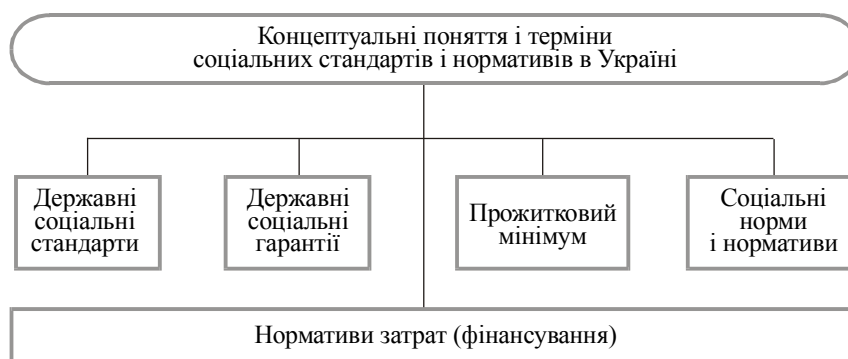 Концептуальні поняття і терміни
соціальних стандартів і нормативів в Україні
Державні
соціальні
стандарти
Державні
соціальні
гарантії
Прожитковий
мінімум
Соціальні
норми
і нормативи
Нормативи затрат (фінансування)